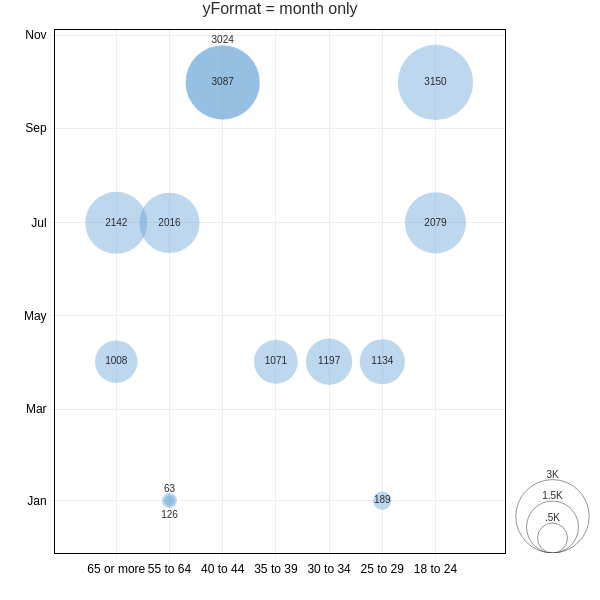 yFormat = month only
Nov
3024
3087
3150
Sep
Jul
2142
2016
2079
May
1008
1071
1197
1134
Mar
3K
63
1.5K
Jan
189
126
.5K
65 or more 55 to 64 40 to 44 35 to 39 30 to 34 25 to 29 18 to 24